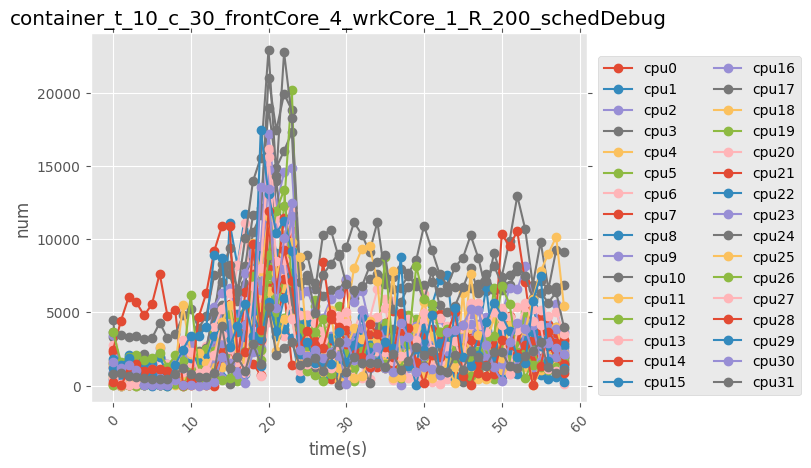 container_t_10_c_30_frontCore_4_wrkCore_1_R_200_schedDebug
num
20000
15000
10000
5000
0
0
10
20
30
40
50
60
time(s)
cpu0
cpu1
cpu2
cpu3
cpu4
cpu5
cpu6
cpu7
cpu8
cpu9
cpu10
cpu11
cpu12
cpu13
cpu14
cpu15
cpu16
cpu17
cpu18
cpu19
cpu20
cpu21
cpu22
cpu23
cpu24
cpu25
cpu26
cpu27
cpu28
cpu29
cpu30
cpu31